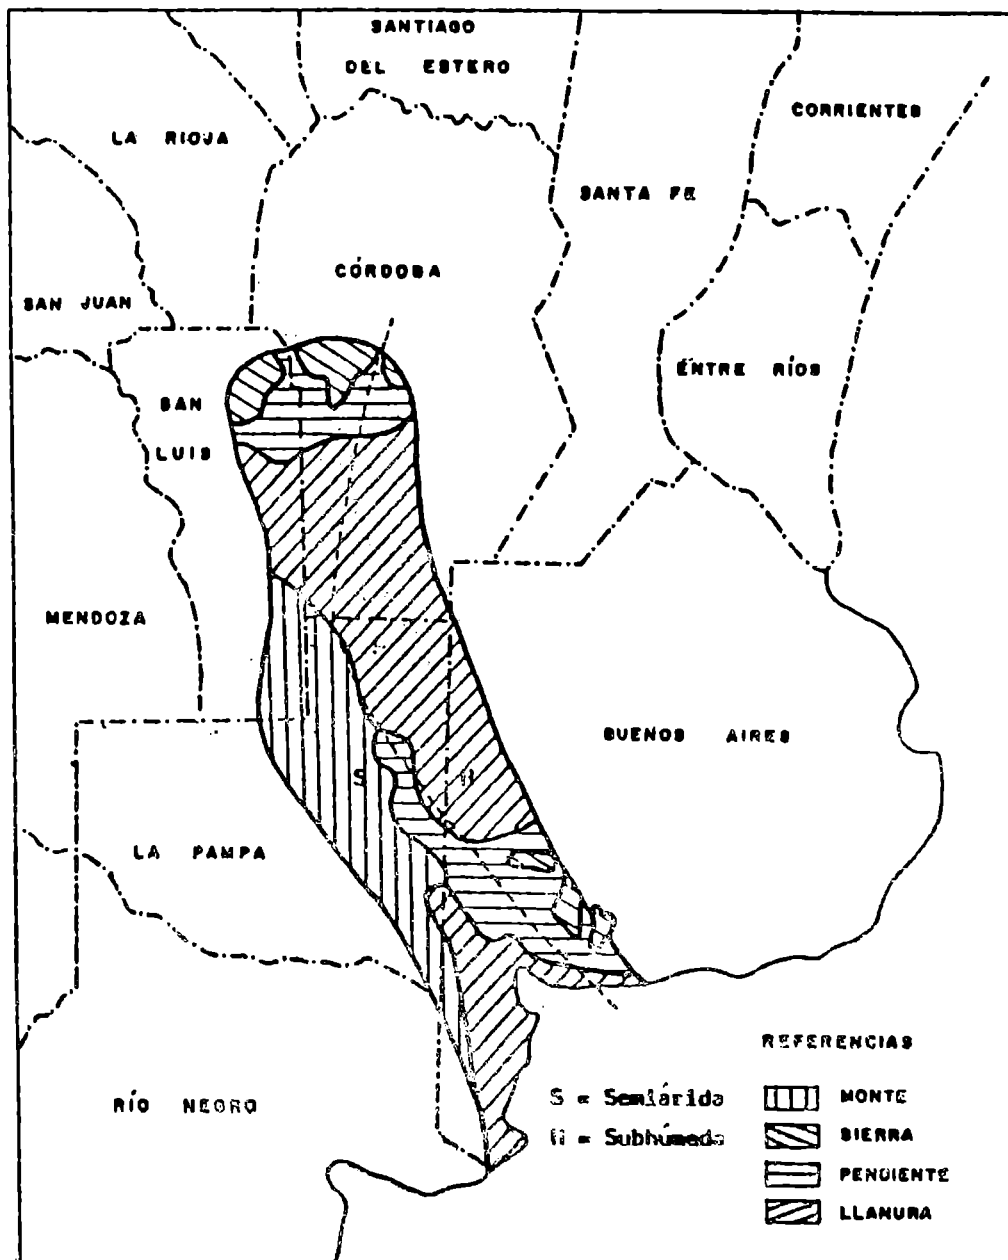 SANTIAGO
DEL ESTERO
CORRIENTES
LA RIOJA
SANTA FE
CÓRDOBA
SAN JUAN
ENTRE RÍOS
SAN
LUIS
MENDOZA
BUENOS AIRES
S
H
LA PAMPA
REFERENCIAS
RÍO NEGRO
S = Semiárida
H = Subhúmeda
MONTE
SIERRA
PENDIENTE
LLANURA